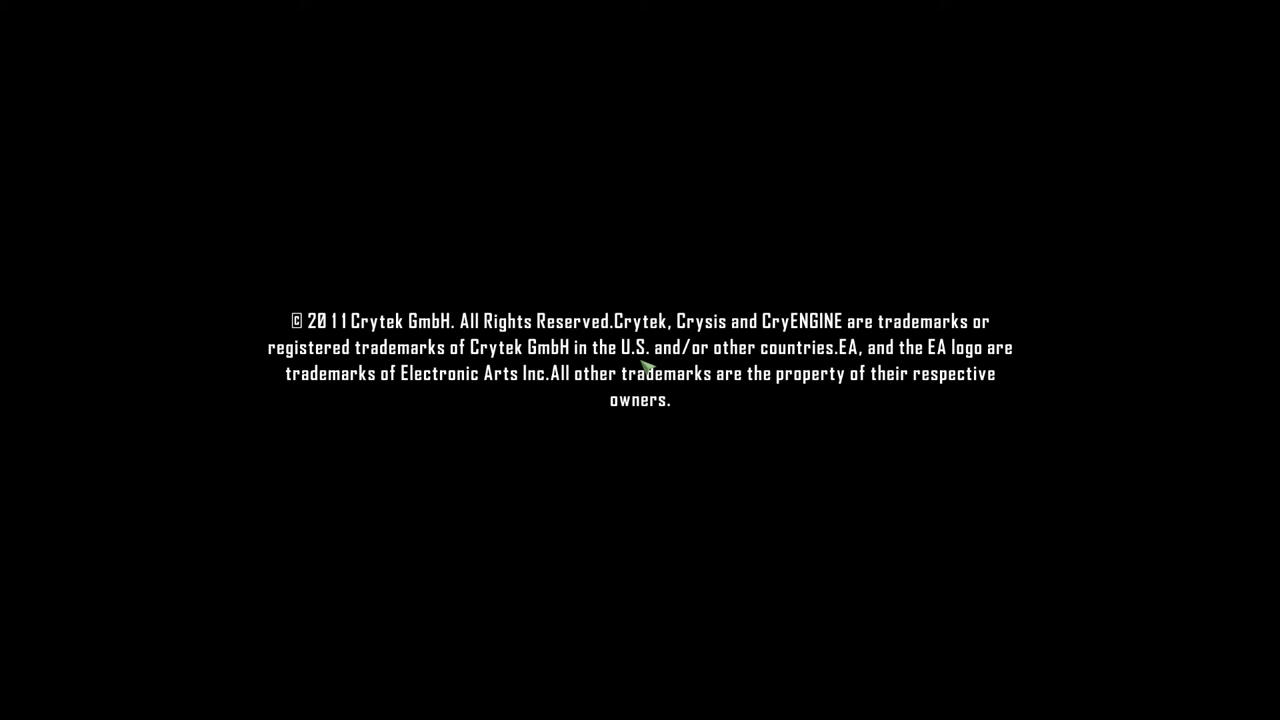 © 2011 Crytek GmbH. All Rights Reserved.Crytek, Crysis and CryENGINE are trademarks or
registered trademarks of Crytek GmbH in the U.S. and/or other countries.EA, and the EA logo are
trademarks of Electronic Arts Inc.All other trademarks are the property of their respective
owners.